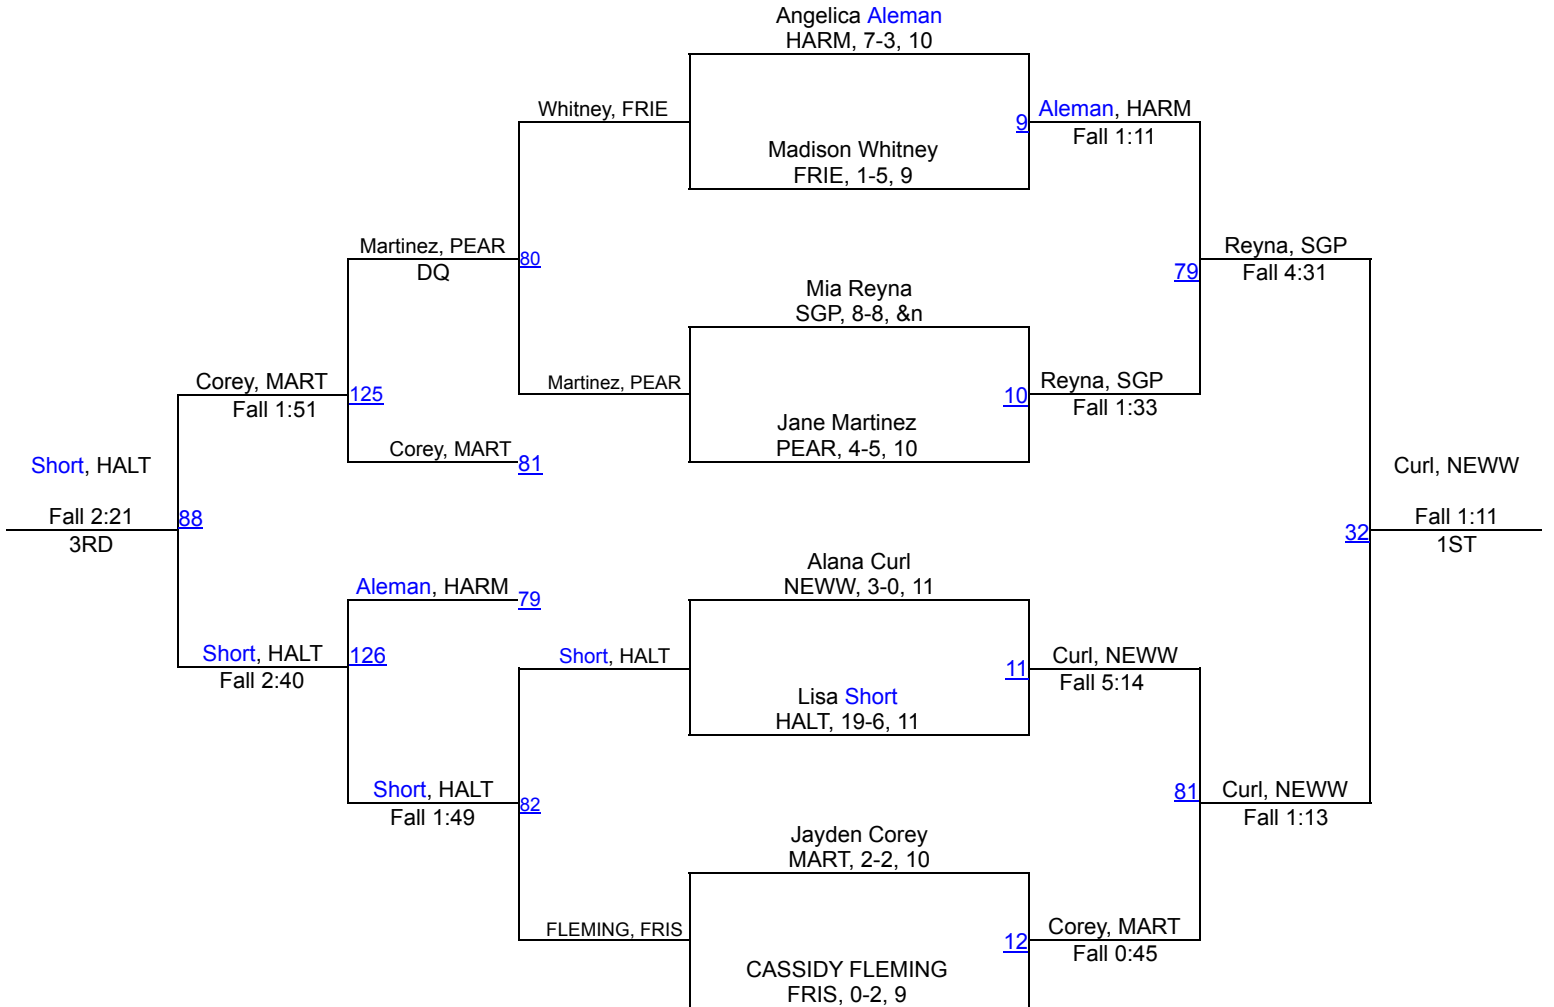 Angelica Aleman
HARM, 7-3, 10
Whitney, FRIE
9
Aleman, HARM
Fall 1:11
Madison Whitney
FRIE, 1-5, 9
Martinez, PEAR
DQ
80
Reyna, SGP
Fall 4:31
79
Mia Reyna
SGP, 8-8, &n
Corey, MART
Fall 1:51
125
Martinez, PEAR
10
Reyna, SGP
Fall 1:33
Jane Martinez
PEAR, 4-5, 10
Corey, MART
81
Short, HALT
Fall 2:21
3RD
88
Curl, NEWW
Fall 1:11
1ST
32
Alana Curl
NEWW, 3-0, 11
Aleman, HARM
79
Short, HALT
Fall 2:40
126
Short, HALT
11
Curl, NEWW
Fall 5:14
Lisa Short
HALT, 19-6, 11
Short, HALT
Fall 1:49
82
81
Curl, NEWW
Fall 1:13
Jayden Corey
MART, 2-2, 10
FLEMING, FRIS
12
Corey, MART
Fall 0:45
CASSIDY FLEMING
FRIS, 0-2, 9